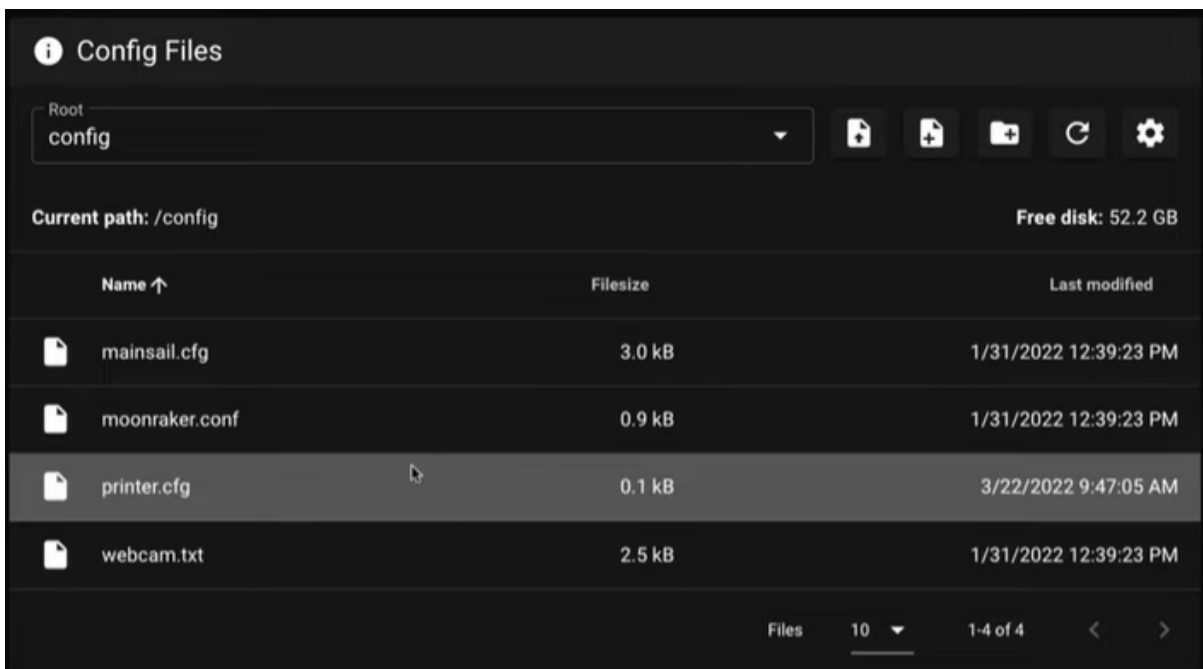 Config Files
Root
config
Current path: /config
Free disk: 52.2 GB
Name Filesize Last modified
mainsail.cfg 3.0 kB 1/31/2022 12:39:23 PM
moonraker.conf 0.9 kB 1/31/2022 12:39:23 PM
printer.cfg 0.1 kB 3/22/2022 9:47:05 AM
webcam.txt 2.5 kB 1/31/2022 12:39:23 PM
Files 10 1-4 of 4